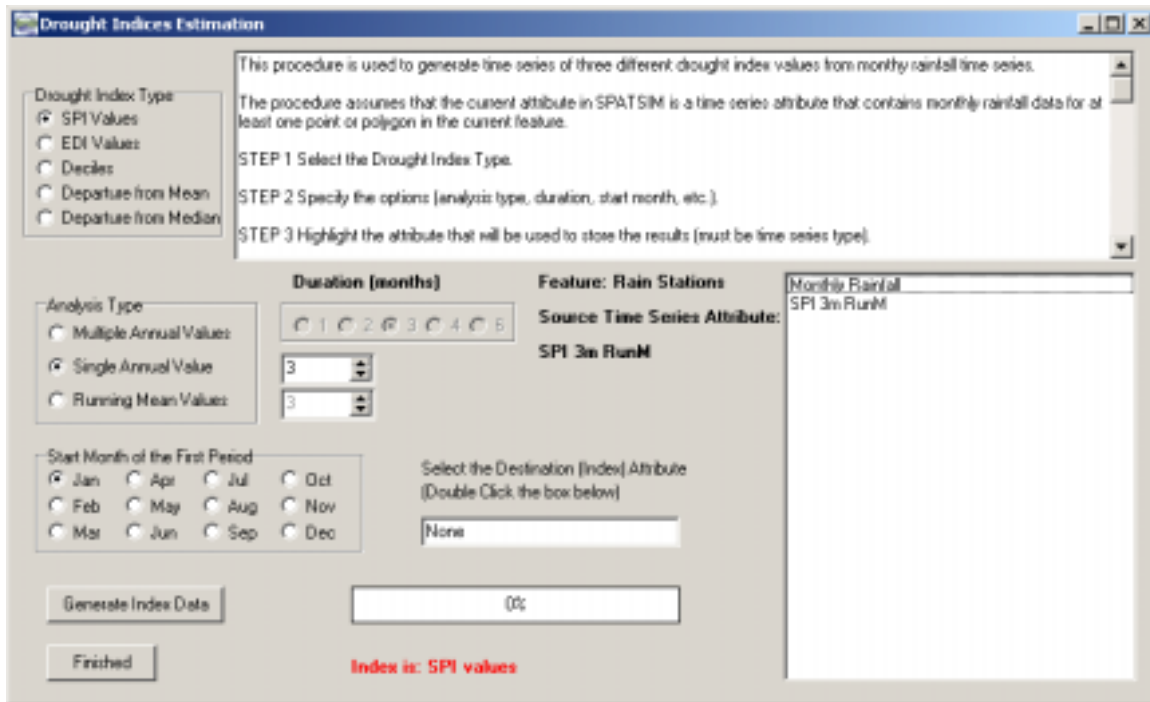 Drought Indices Estimation
This procedure is used to generate time series of three different drought index values from monthy rainfall time series.
The procedure assumes that the current attribute in SPATSIM is a time series attribute that contains monthly rainfall data for at
least one point or polygon in the current feature.
STEP 1 Select the Drought Index Type.
STEP 2 Specify the options (analysis type, duration, start month, etc.).
STEP 3 Highlight the attribute that will be used to store the results (must be time series type).
Drought Index Type
SPI Values
EDI Values
Deciles
Departure from Mean
Departure from Median
Analysis Type
Multiple Annual Values
Single Annual Value
Running Mean Values
Duration (months)
1 2 3 4 6
3
3
Feature: Rain Stations
Source Time Series Attribute:
SPI 3m RunM
Monthly Rainfall
SPI 3m RunM
Start Month of the First Period
Jan Apr Jul Oct
Feb May Aug Nov
Mar Jun Sep Dec
Select the Destination (Index) Attribute
(Double Click the box below)
None
Generate Index Data
0%
Finished
Index is: SPI values